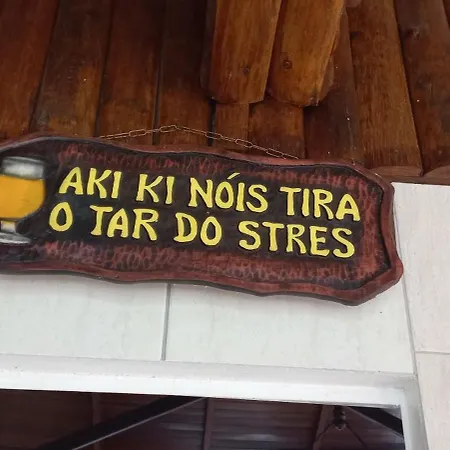 AKI KI NÓIS TIRA
O TAR DO STRES